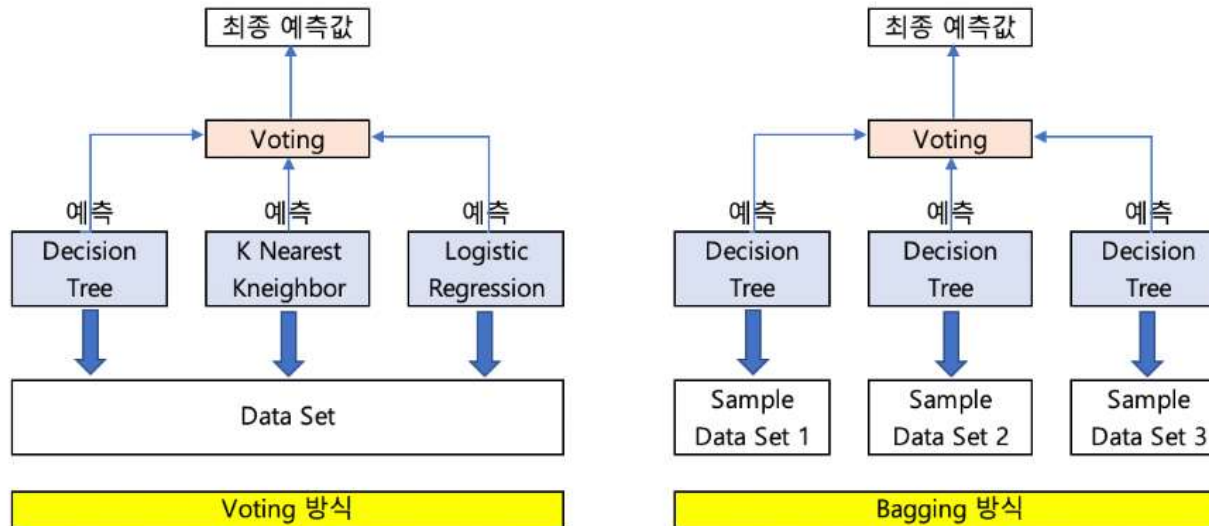 최종 예측값
Voting
예측 예측 예측
Decision Tree
K Nearest Kneighbor
Logistic Regression
Data Set
Voting 방식
최종 예측값
Voting
예측 예측 예측
Decision Tree
Decision Tree
Decision Tree
Sample Data Set 1
Sample Data Set 2
Sample Data Set 3
Bagging 방식